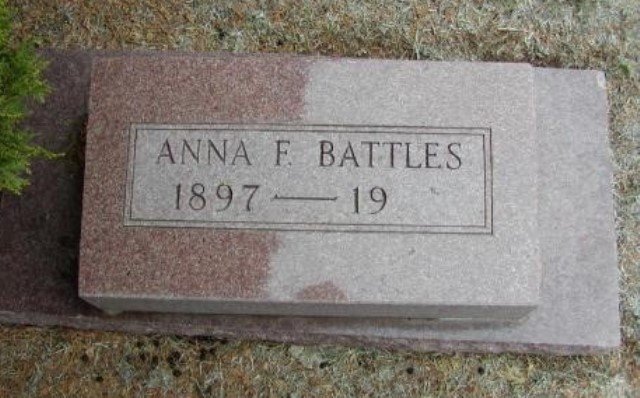 ANNA F. BATTLES
1897 — 19